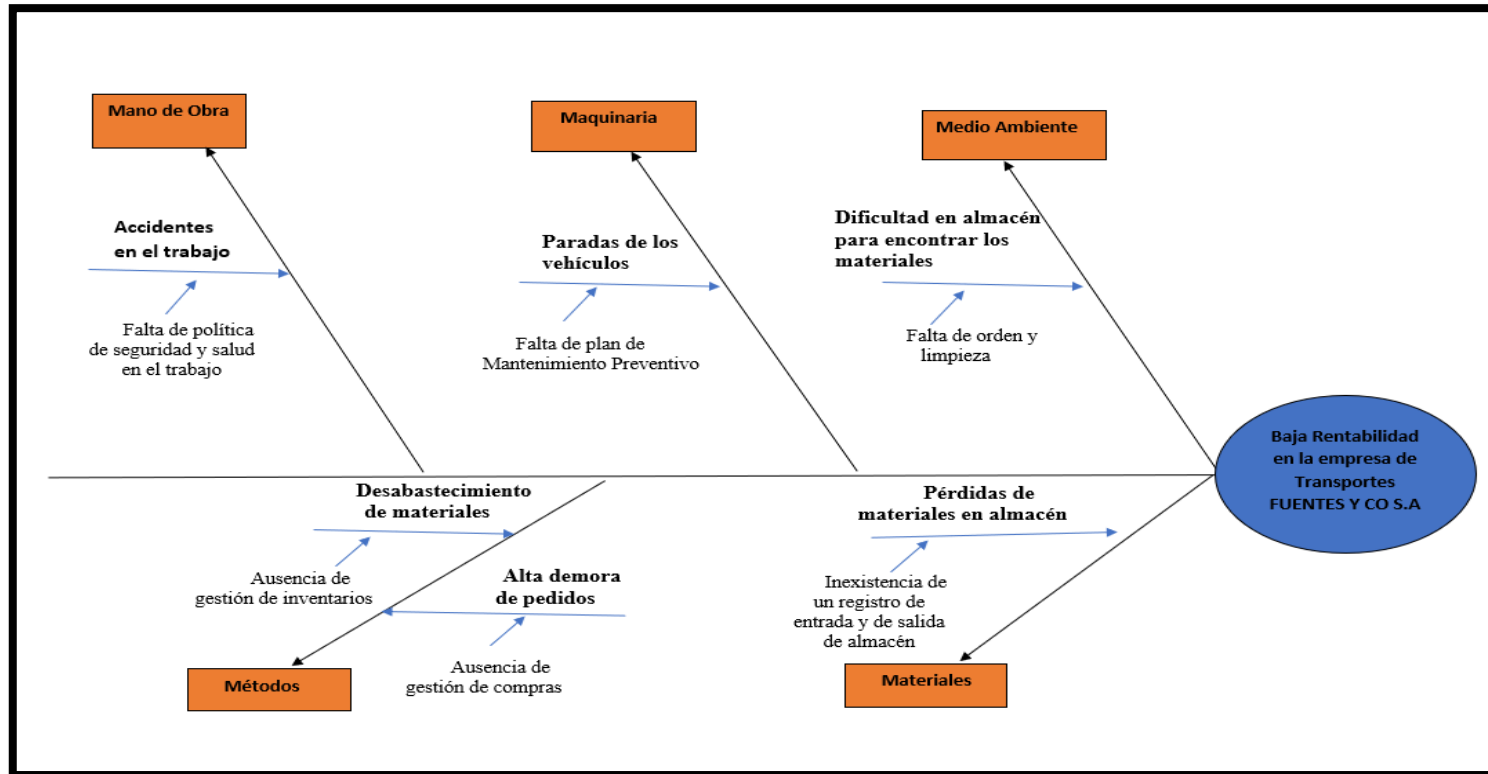 Mano de Obra
Maquinaria
Medio Ambiente
Accidentes
en el trabajo
Falta de política
de seguridad y salud
en el trabajo
Paradas de los
vehículos
Falta de plan de
Mantenimiento Preventivo
Dificultad en almacén
para encontrar los
materiales
Falta de orden y
limpieza
Baja Rentabilidad
en la empresa de
Transportes
FUENTES Y CO S.A
Desabastecimiento
de materiales
Ausencia de
gestión de inventarios
Alta demora
de pedidos
Ausencia de
gestión de compras
Pérdidas de
materiales en almacén
Inexistencia de
un registro de
entrada y de salida
de almacén
Métodos
Materiales